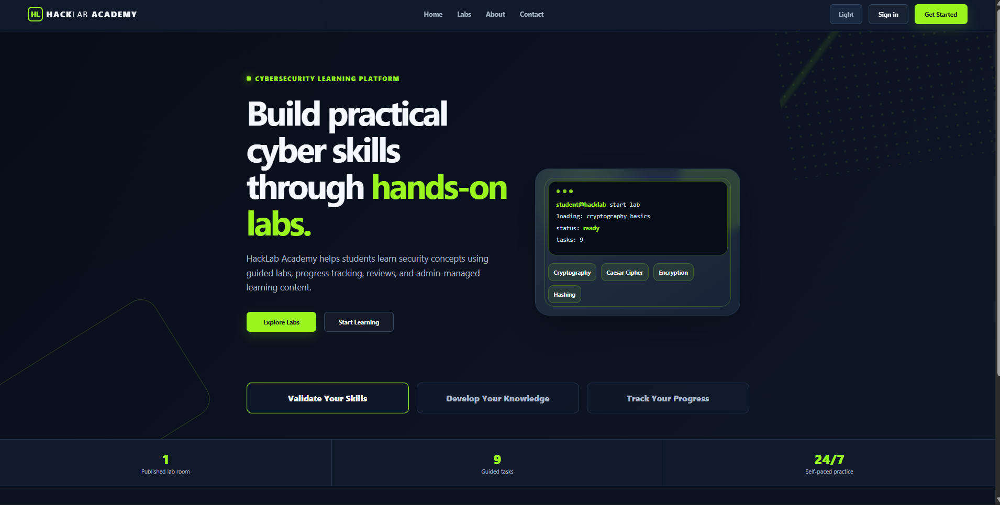 HL HACKLAB ACADEMY
Home Labs About Contact
Light Sign in Get Started
CYBERSECURITY LEARNING PLATFORM
Build practical
cyber skills
through hands-on
labs.
HackLab Academy helps students learn security concepts using
guided labs, progress tracking, reviews, and admin-managed
learning content.
Explore Labs Start Learning
student@hacklab start lab
loading: cryptography_basics
status: ready
tasks: 9
Cryptography Caesar Cipher Encryption
Hashing
Validate Your Skills Develop Your Knowledge Track Your Progress
1
Published lab room
9
Guided tasks
24/7
Self-paced practice